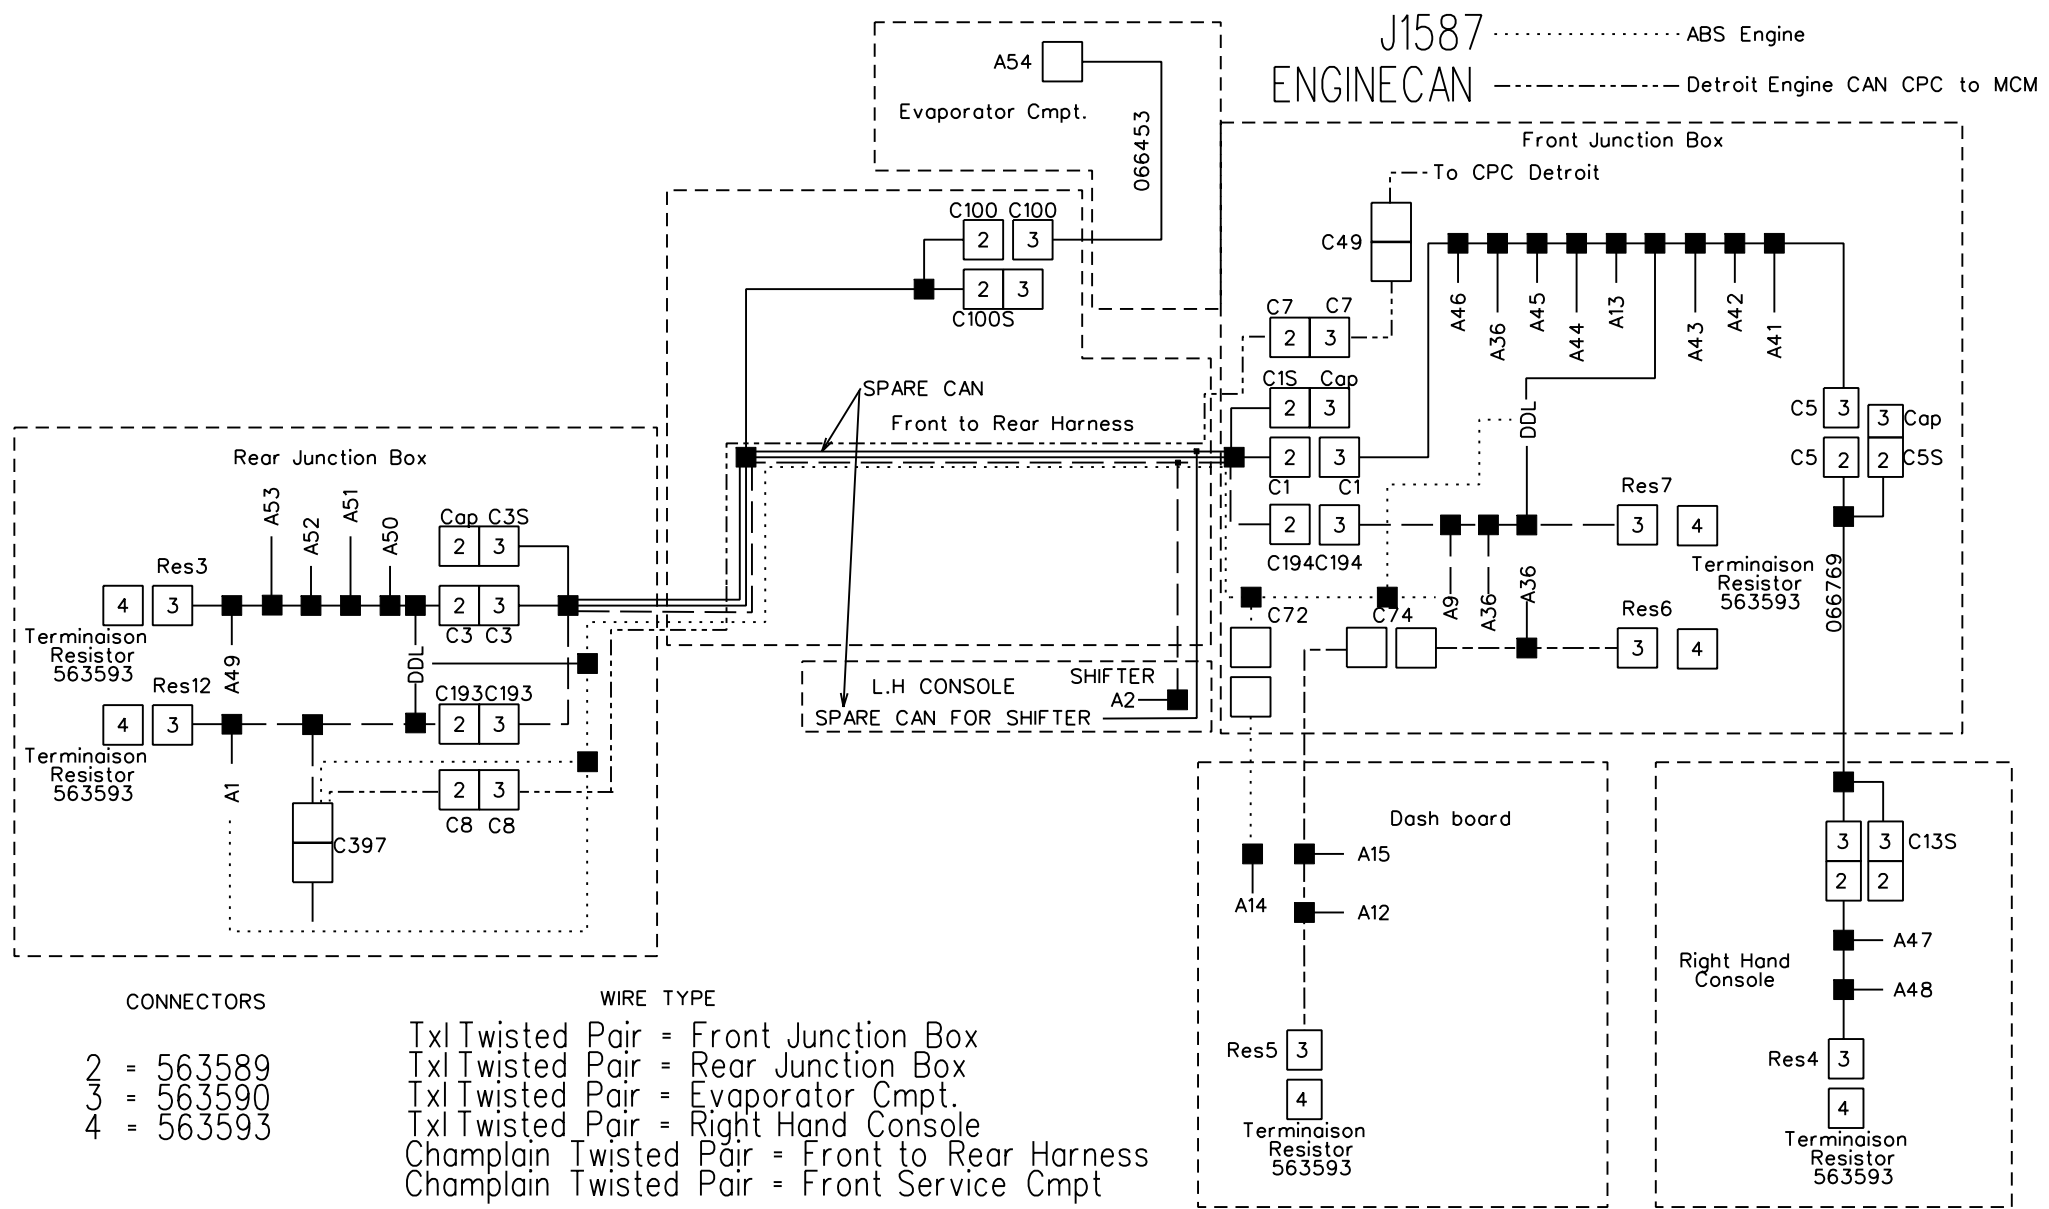 J1587 ABS Engine
ENGINECAN Detroit Engine CAN CPC to MCM
A54
Evaporator Cmpt.
066453
Front Junction Box
To CPC Detroit
C100 C100
2 3
2 3
C100S
C49
A46
A36
A45
A44
A13
A43
A42
A41
C7 C7
2 3
C1S Cap
2 3
2 3
C1 C1
2 3
C194 C194
DDL
C5 3
3 Cap
C5 2
2 C5S
SPARE CAN
Front to Rear Harness
Rear Junction Box
A53
A52
A51
A50
Cap C3S
2 3
Res3
4 3
2 3
C3 C3
Terminaison
Resistor
563593
A49
DDL
Res12
4 3
C193 C193
2 3
Terminaison
Resistor
563593
A1
2 3
C8 C8
C397
L.H CONSOLE
SHIFTER
A2
SPARE CAN FOR SHIFTER
Res7
3 4
Terminaison
Resistor
563593
A9
A36
A36
066769
C72
C74
Res6
3 4
Dash board
A15
A14
A12
Res5 3
4
Terminaison
Resistor
563593
3 3 C13S
2 2
A47
Right Hand
Console
A48
Res4 3
4
Terminaison
Resistor
563593
CONNECTORS
2 = 563589
3 = 563590
4 = 563593
WIRE TYPE
Txl Twisted Pair = Front Junction Box
Txl Twisted Pair = Rear Junction Box
Txl Twisted Pair = Evaporator Cmpt.
Txl Twisted Pair = Right Hand Console
Champlain Twisted Pair = Front to Rear Harness
Champlain Twisted Pair = Front Service Cmpt